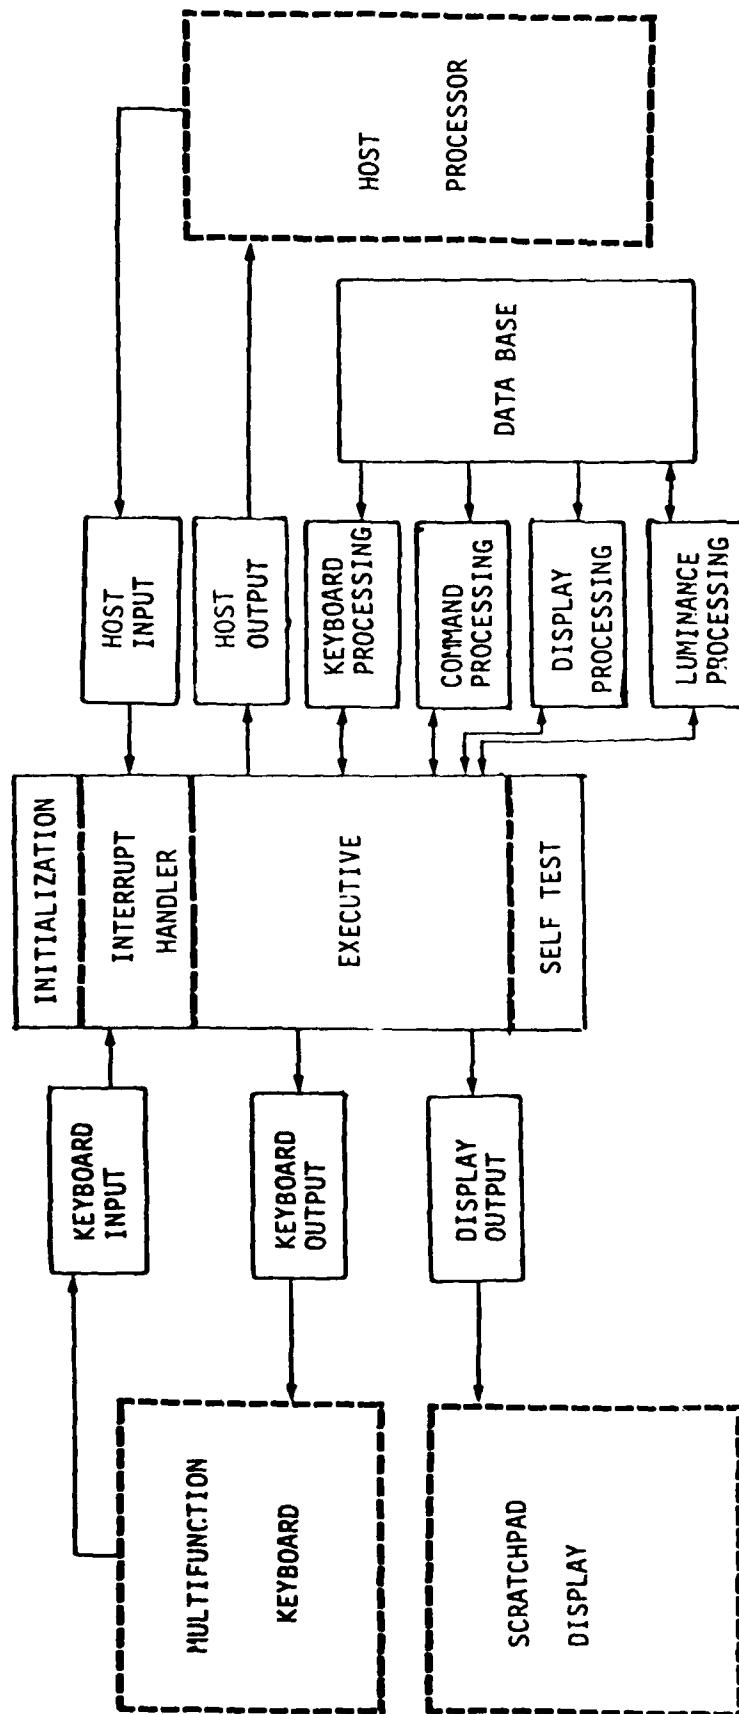 MULTIFUNCTION
KEYBOARD
SCRATCHPAD
DISPLAY
KEYBOARD
INPUT
KEYBOARD
OUTPUT
DISPLAY
OUTPUT
INITIALIZATION
INTERRUPT
HANDLER
EXECUTIVE
SELF TEST
HOST
INPUT
HOST
OUTPUT
KEYBOARD
PROCESSING
COMMAND
PROCESSING
DISPLAY
PROCESSING
LUMINANCE
PROCESSING
DATA BASE
HOST
PROCESSOR